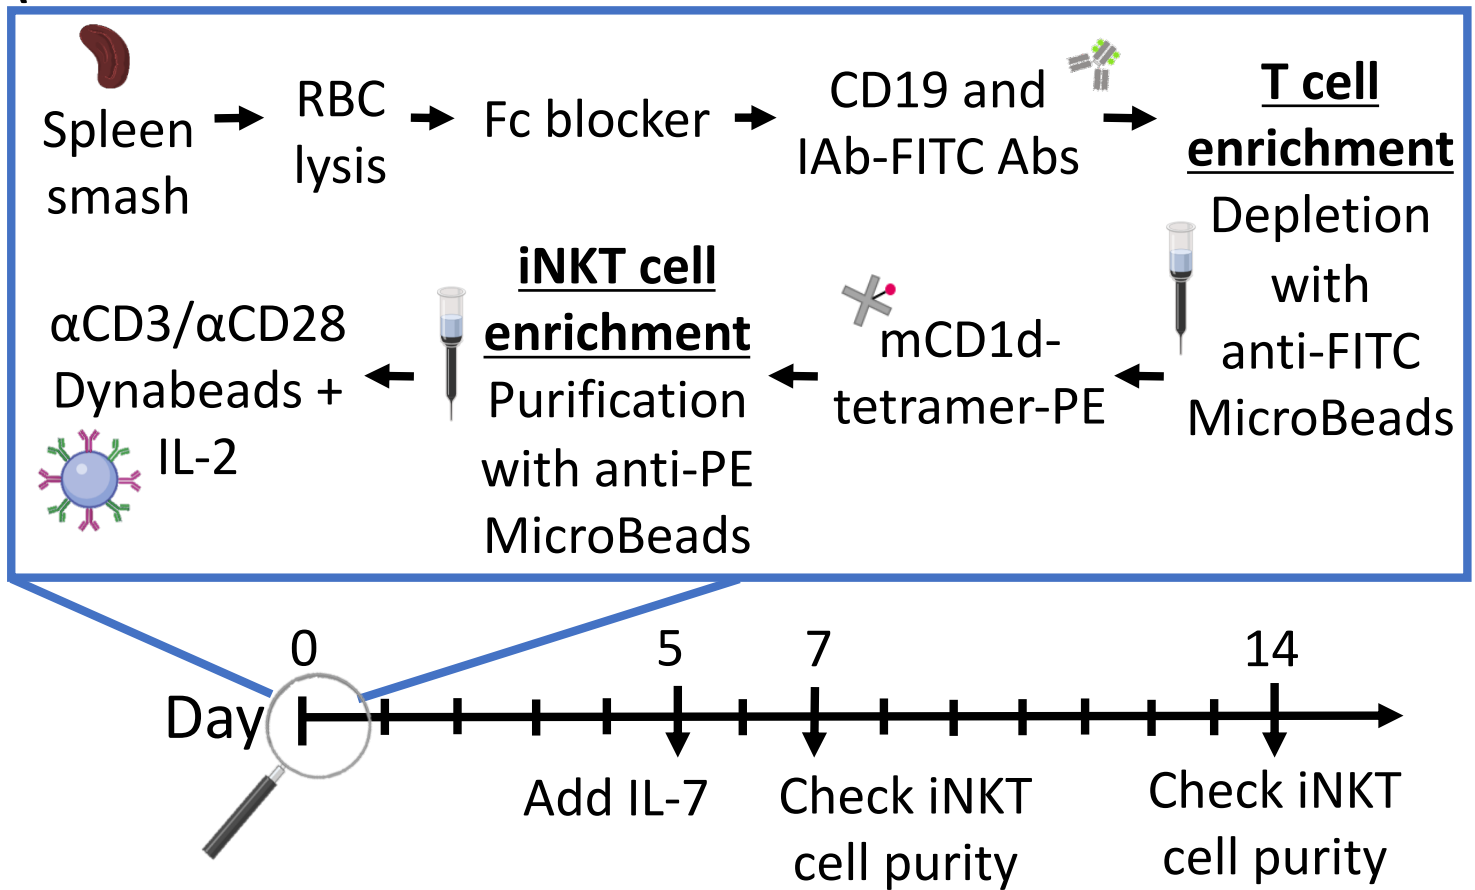 Spleen
smash
RBC
lysis
Fc blocker
CD19 and
IAb-FITC Abs
T cell
enrichment
Depletion
with
anti-FITC
MicroBeads
mCD1d-
tetramer-PE
iNKT cell
enrichment
Purification
with anti-PE
MicroBeads
αCD3/αCD28
Dynabeads +
IL-2
0
5
7
14
Day
Add IL-7
Check iNKT
cell purity
Check iNKT
cell purity